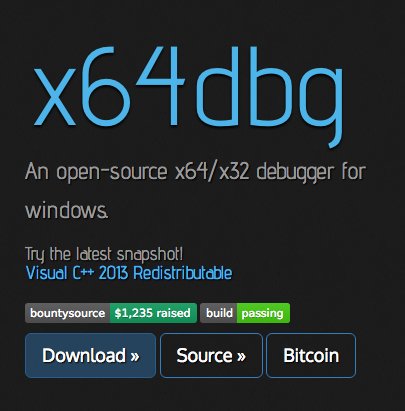 x64dbg
An open-source x64/x32 debugger for
windows.
Try the latest snapshot!
Visual C++ 2013 Redistributable
bountysource $1,235 raised build passing
Download » Source » Bitcoin